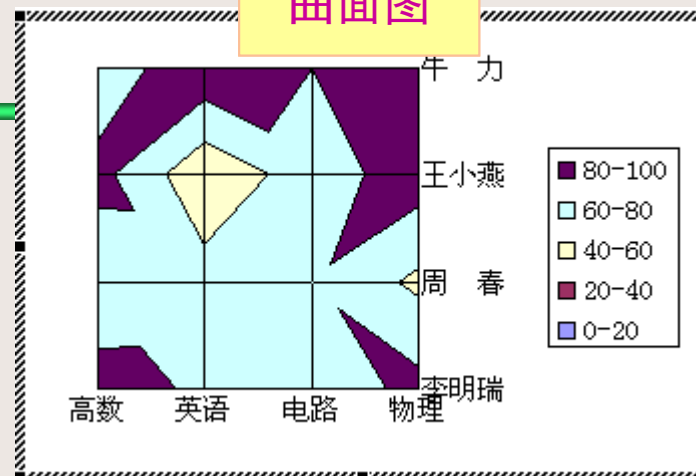 曲面图
牛 力
王小燕
周 春
李明瑞
高数 英语 电路 物理
80-100
60-80
40-60
20-40
0-20